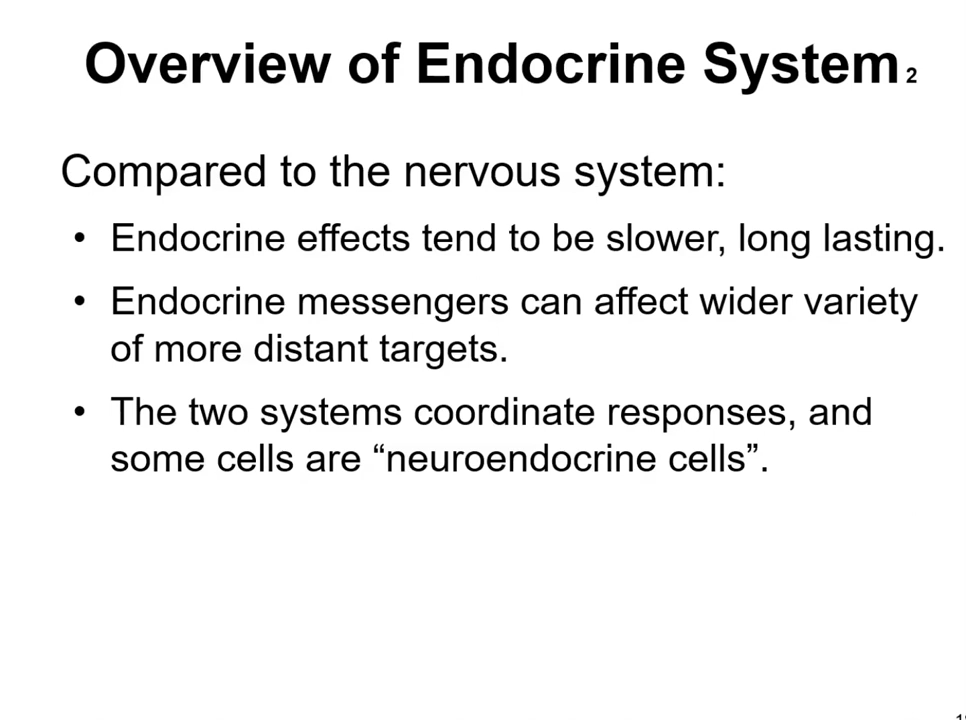 Overview of Endocrine System 2
Compared to the nervous system:
• Endocrine effects tend to be slower, long lasting.
• Endocrine messengers can affect wider variety
of more distant targets.
• The two systems coordinate responses, and
some cells are “neuroendocrine cells”.